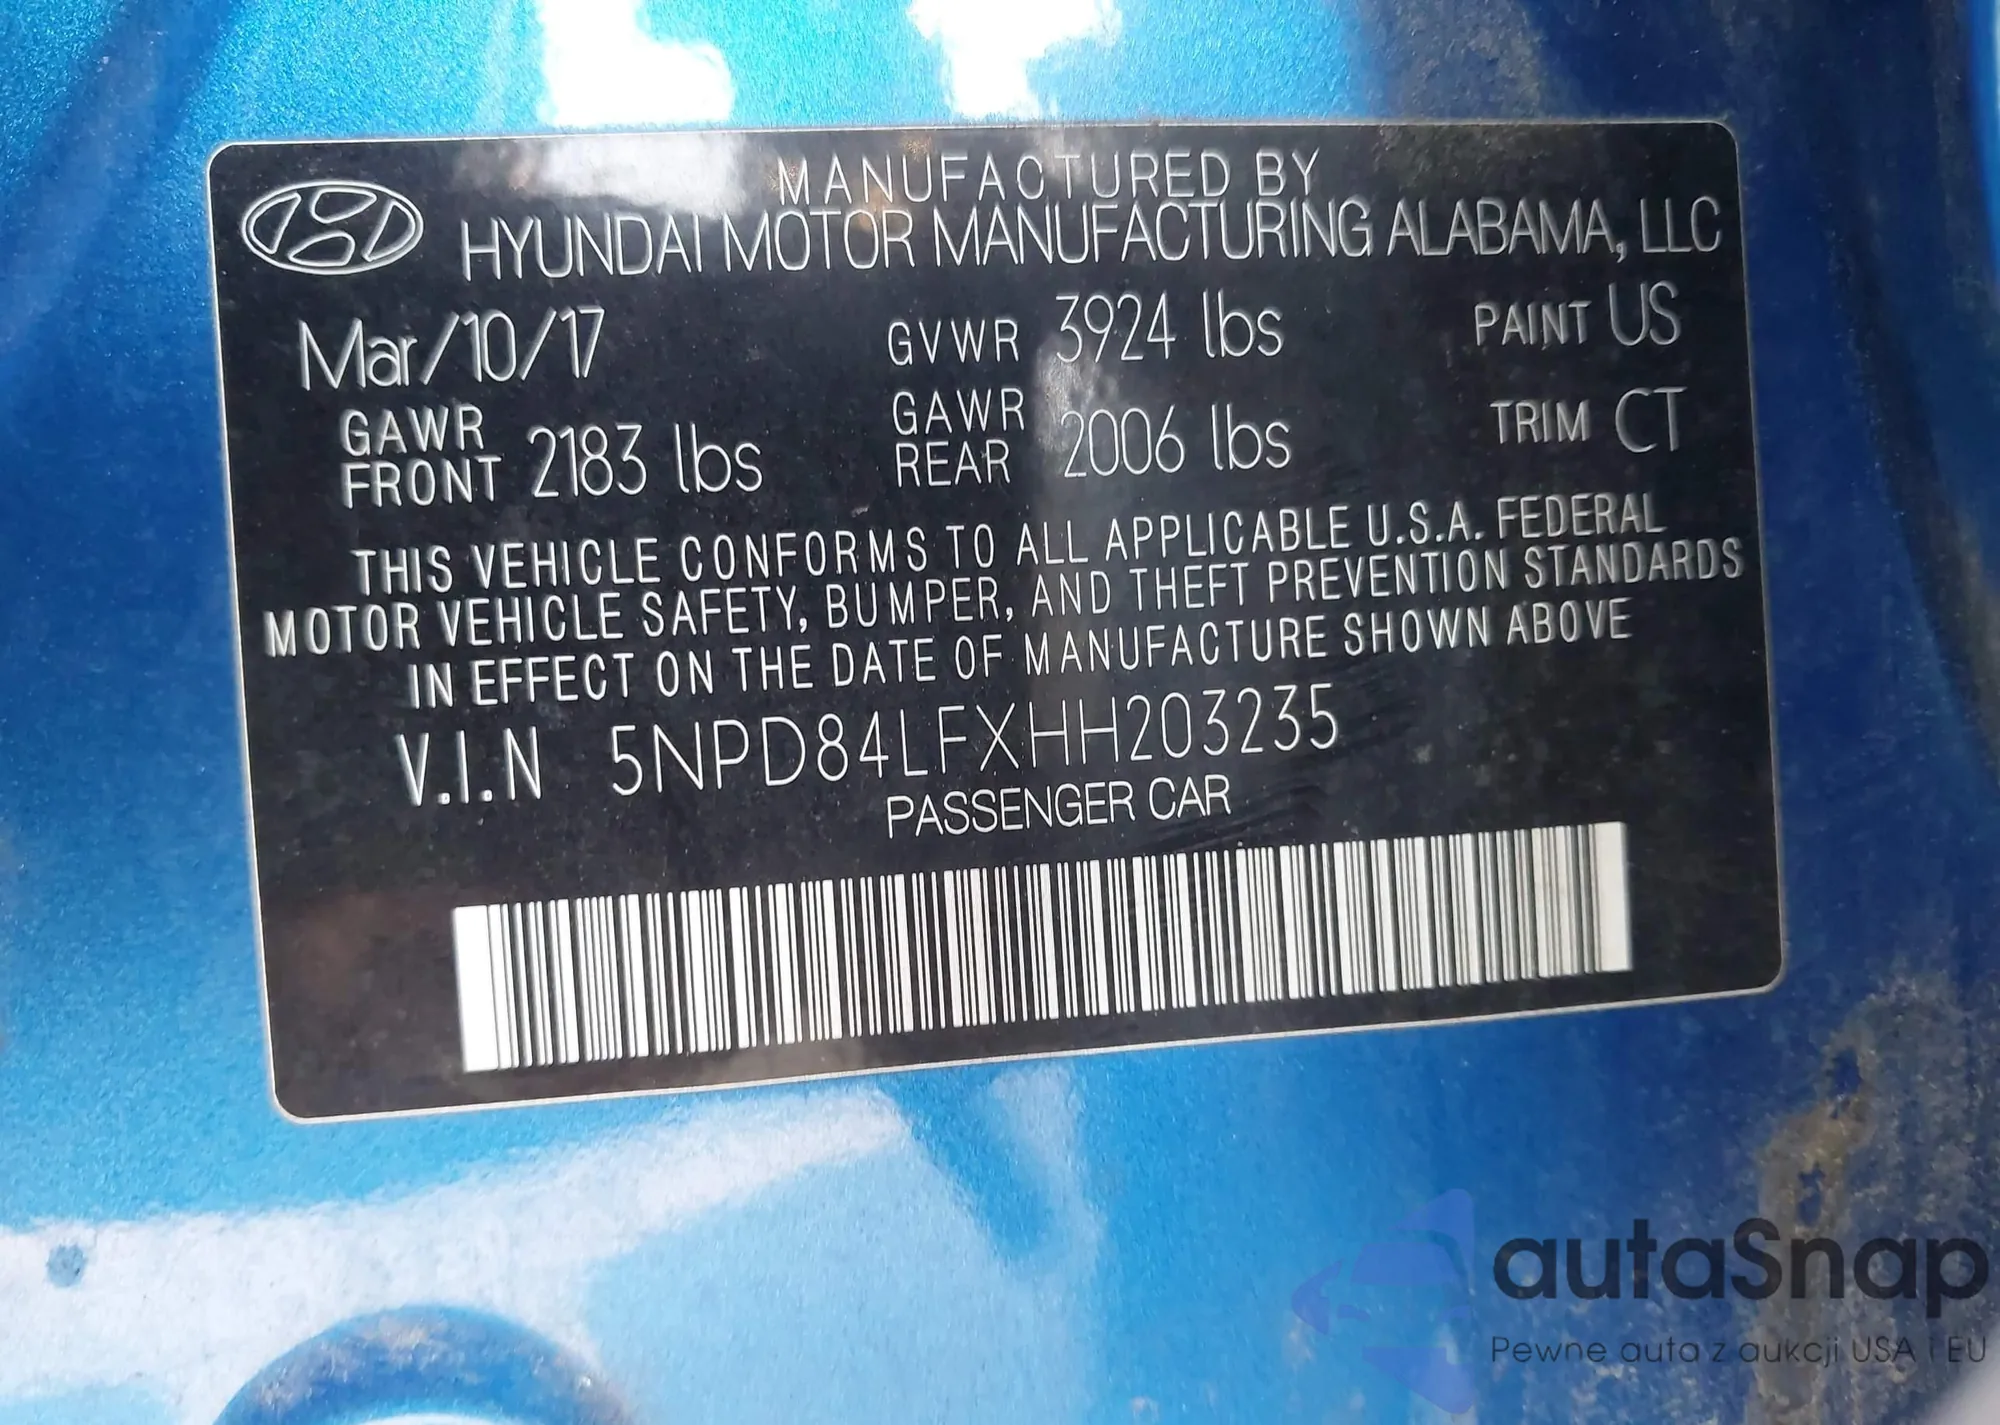 MANUFACTURED BY
HYUNDAI MOTOR MANUFACTURING ALABAMA, LLC
Mar/10/17 GVWR 3924 lbs PAINT US
GAWR FRONT 2183 lbs GAWR REAR 2006 lbs TRIM CT
THIS VEHICLE CONFORMS TO ALL APPLICABLE U.S.A. FEDERAL
MOTOR VEHICLE SAFETY, BUMPER, AND THEFT PREVENTION STANDARDS
IN EFFECT ON THE DATE OF MANUFACTURE SHOWN ABOVE
V.I.N 5NPD84LFXHH203235
PASSENGER CAR
autaSnap
Pewne auta z aukcji USA i EU